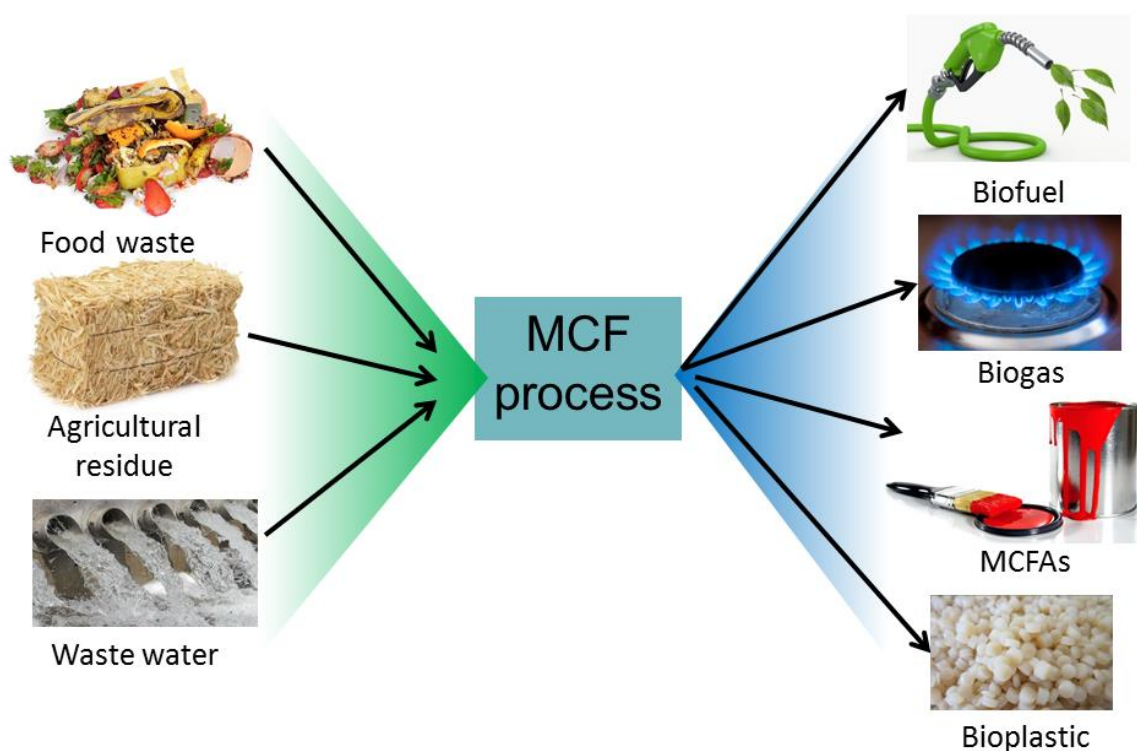 Food waste
Agricultural
residue
Waste water
MCF
process
Biofuel
Biogas
MCFAs
Bioplastic